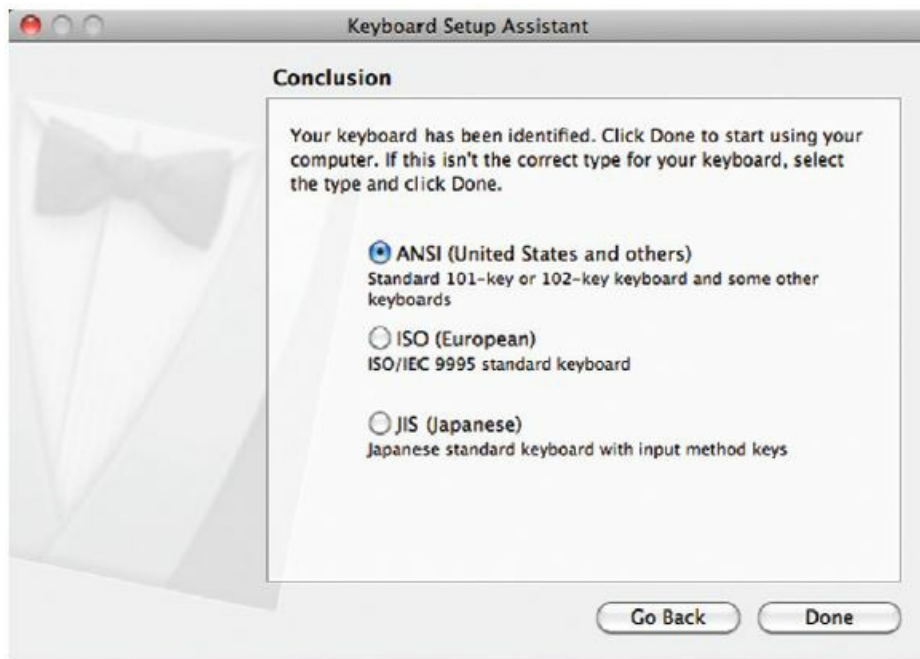 Keyboard Setup Assistant
Conclusion
Your keyboard has been identified. Click Done to start using your
computer. If this isn't the correct type for your keyboard, select
the type and click Done.
ANSI (United States and others)
Standard 101-key or 102-key keyboard and some other
keyboards
ISO (European)
ISO/IEC 9995 standard keyboard
JIS (Japanese)
Japanese standard keyboard with input method keys
Go Back
Done